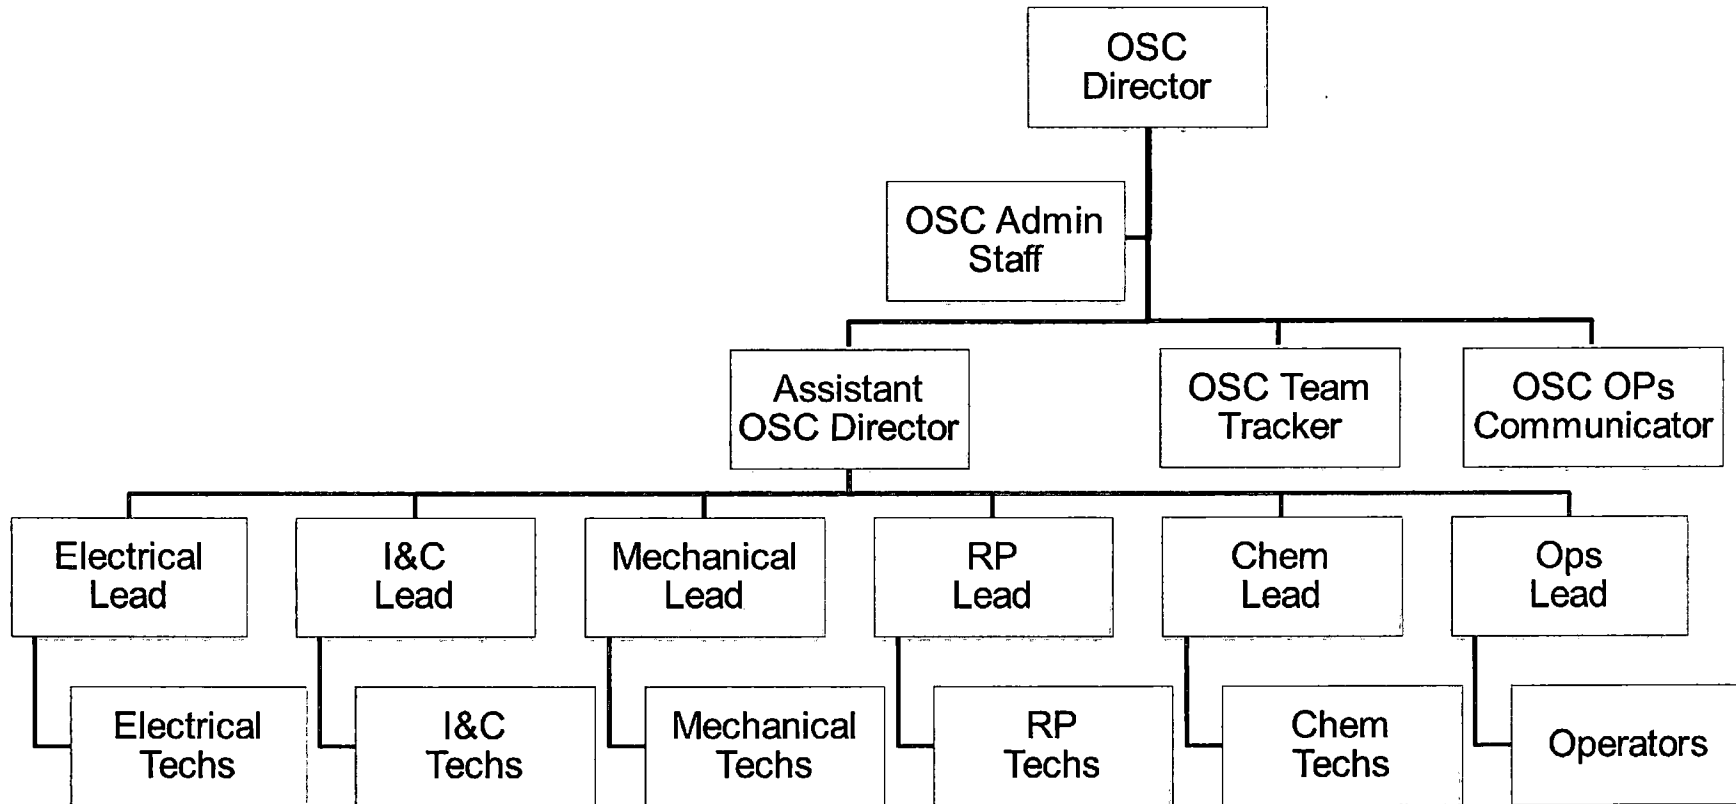 OSC
Director
OSC Admin
Staff
Assistant
OSC Director
OSC Team
Tracker
OSC OPs
Communicator
Electrical
Lead
I&C
Lead
Mechanical
Lead
RP
Lead
Chem
Lead
Ops
Lead
Electrical
Techs
I&C
Techs
Mechanical
Techs
RP
Techs
Chem
Techs
Operators